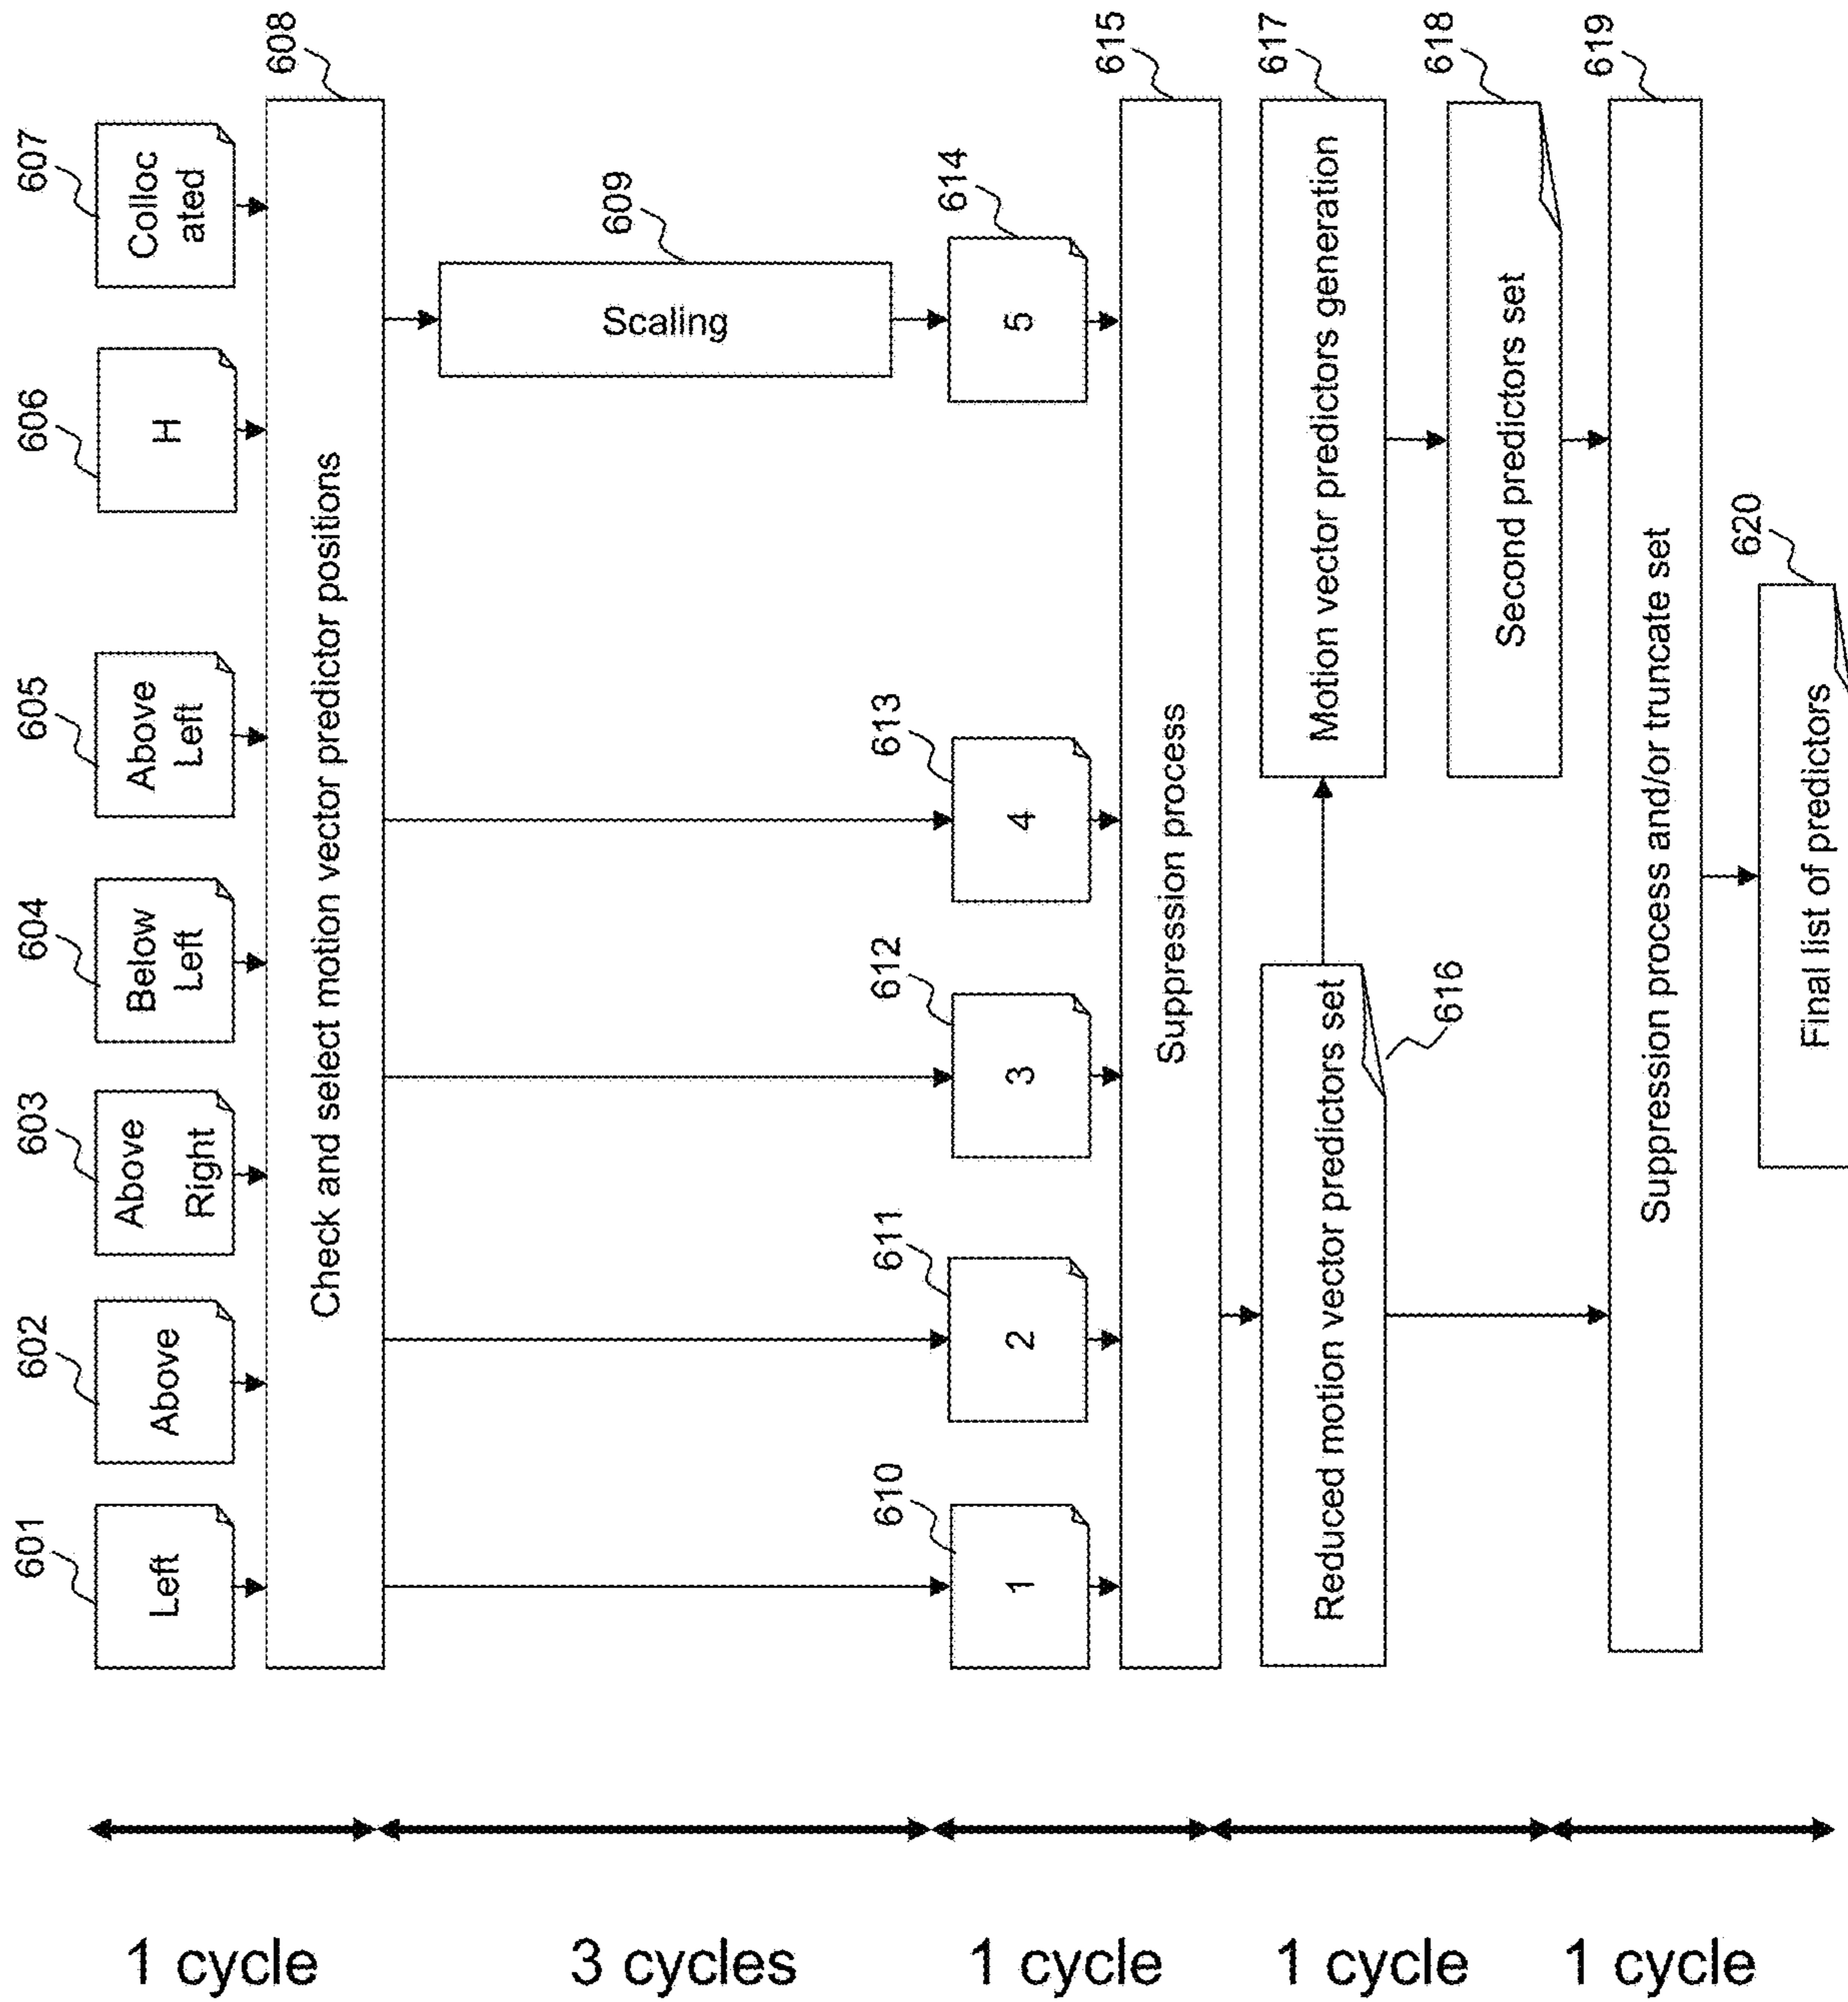 601
602
603
604
605
606
607
Left
Above
Above
Right
Below
Left
Above
Left
H
Colloc
ated
608
Check and select motion vector predictor positions
609
Scaling
610
611
612
613
614
1
2
3
4
5
615
Suppression process
Reduced motion vector predictors set
616
Motion vector predictors generation
617
Second predictors set
618
Suppression process and/or truncate set
619
Final list of predictors
620
1 cycle
3 cycles
1 cycle
1 cycle
1 cycle